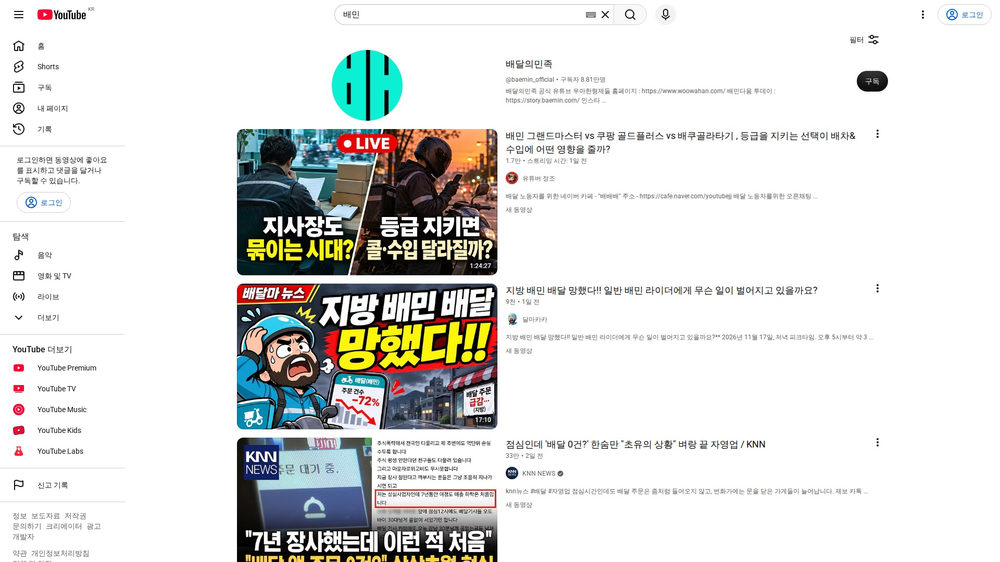 YouTube KR
배민
로그인
홈
Shorts
구독
내 페이지
기록
로그인하면 동영상에 좋아요
를 표시하고 댓글을 달거나
구독할 수 있습니다.
로그인
탐색
음악
영화 및 TV
라이브
더보기
YouTube 더보기
YouTube Premium
YouTube TV
YouTube Music
YouTube Kids
YouTube Labs
신고 기록
정보 보도자료 저작권
문의하기 크리에이터 광고
개발자
약관 개인정보처리방침
필터
배달의민족
@baemin_official • 구독자 8.81만명
배달의민족 공식 유튜브 우아한형제들 홈페이지 : https://www.woowahan.com/ 배민다움 투데이 :
https://story.baemin.com/ 인스타 ...
구독
LIVE
지사장도
묶이는 시대?
등급 지키면
콜·수입 달라질까?
1:24:27
배민 그랜드마스터 vs 쿠팡 골드플러스 vs 배쿠골라타기 , 등급을 지키는 선택이 배차&
수입에 어떤 영향을 줄까?
1.7만 • 스트리밍 시간: 1일 전
유튜버 정조
배달 노동자를 위한 네이버 카페 - "배배배" 주소 - https://cafe.naver.com/youtubejj 배달 노동자를위한 오픈채팅 ...
새 동영상
배달마 뉴스
지방 배민 배달
망했다!!
배달(배민)
주문 건수
-72%
배달 주문
급감...
(지방)
17:10
지방 배민 배달 망했다!! 일반 배민 라이더에게 무슨 일이 벌어지고 있을까요?
9천 • 1일 전
달마카카
지방 배민 배달 망했다!! 일반 배민 라이더에게 무슨 일이 벌어지고 있을까요?** 2026년 11월 17일, 저녁 피크타임. 오후 5시부터 약 3 ...
새 동영상
KNN
NEWS
주문 대기 중.
"7년 장사했는데 이런 적 처음"
점심인데 '배달 0건?' 한숨만 "초유의 상황" 벼랑 끝 자영업 / KNN
33만 • 2일 전
KNN NEWS
knn뉴스 #배달 #자영업 점심시간인데도 배달 주문은 좀처럼 들어오지 않고, 번화가에는 문을 닫은 가게들이 늘어납니다. 제보 카톡 ...
새 동영상